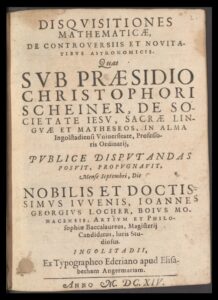 DISQVISITIONES
MATHEMATICÆ,
DE CONTROVERSIIS ET NOVITA-
TIBVS ASTRONOMICIS.
Quas
SVB PRÆSIDIO
CHRISTOPHORI
SCHEINER, DE SO-
CIETATE IESV, SACRÆ LIN-
GVÆ ET MATHESEOS, IN ALMA
Ingolstadiensi Vniuersitate, Professo-
ris Ordinarij,
PVBLICE DISPVTANDAS
POSVIT, PROPVGNAVIT,
Mense Septembri, Die
NOBILIS ET DOCTIS-
SIMVS IVVENIS, IOANNES
GEORGIVS LOCHER, BOIVS MO-
NACENSIS, Artium et Philosophiæ
Baccalaureus, Magisterij
Candidatus, Iuris Stu-
diosus.
INGOLSTADII,
Ex Typographeo Ederiano apud Elisa-
betham Angermariam.
ANNO M. DC. XIV.